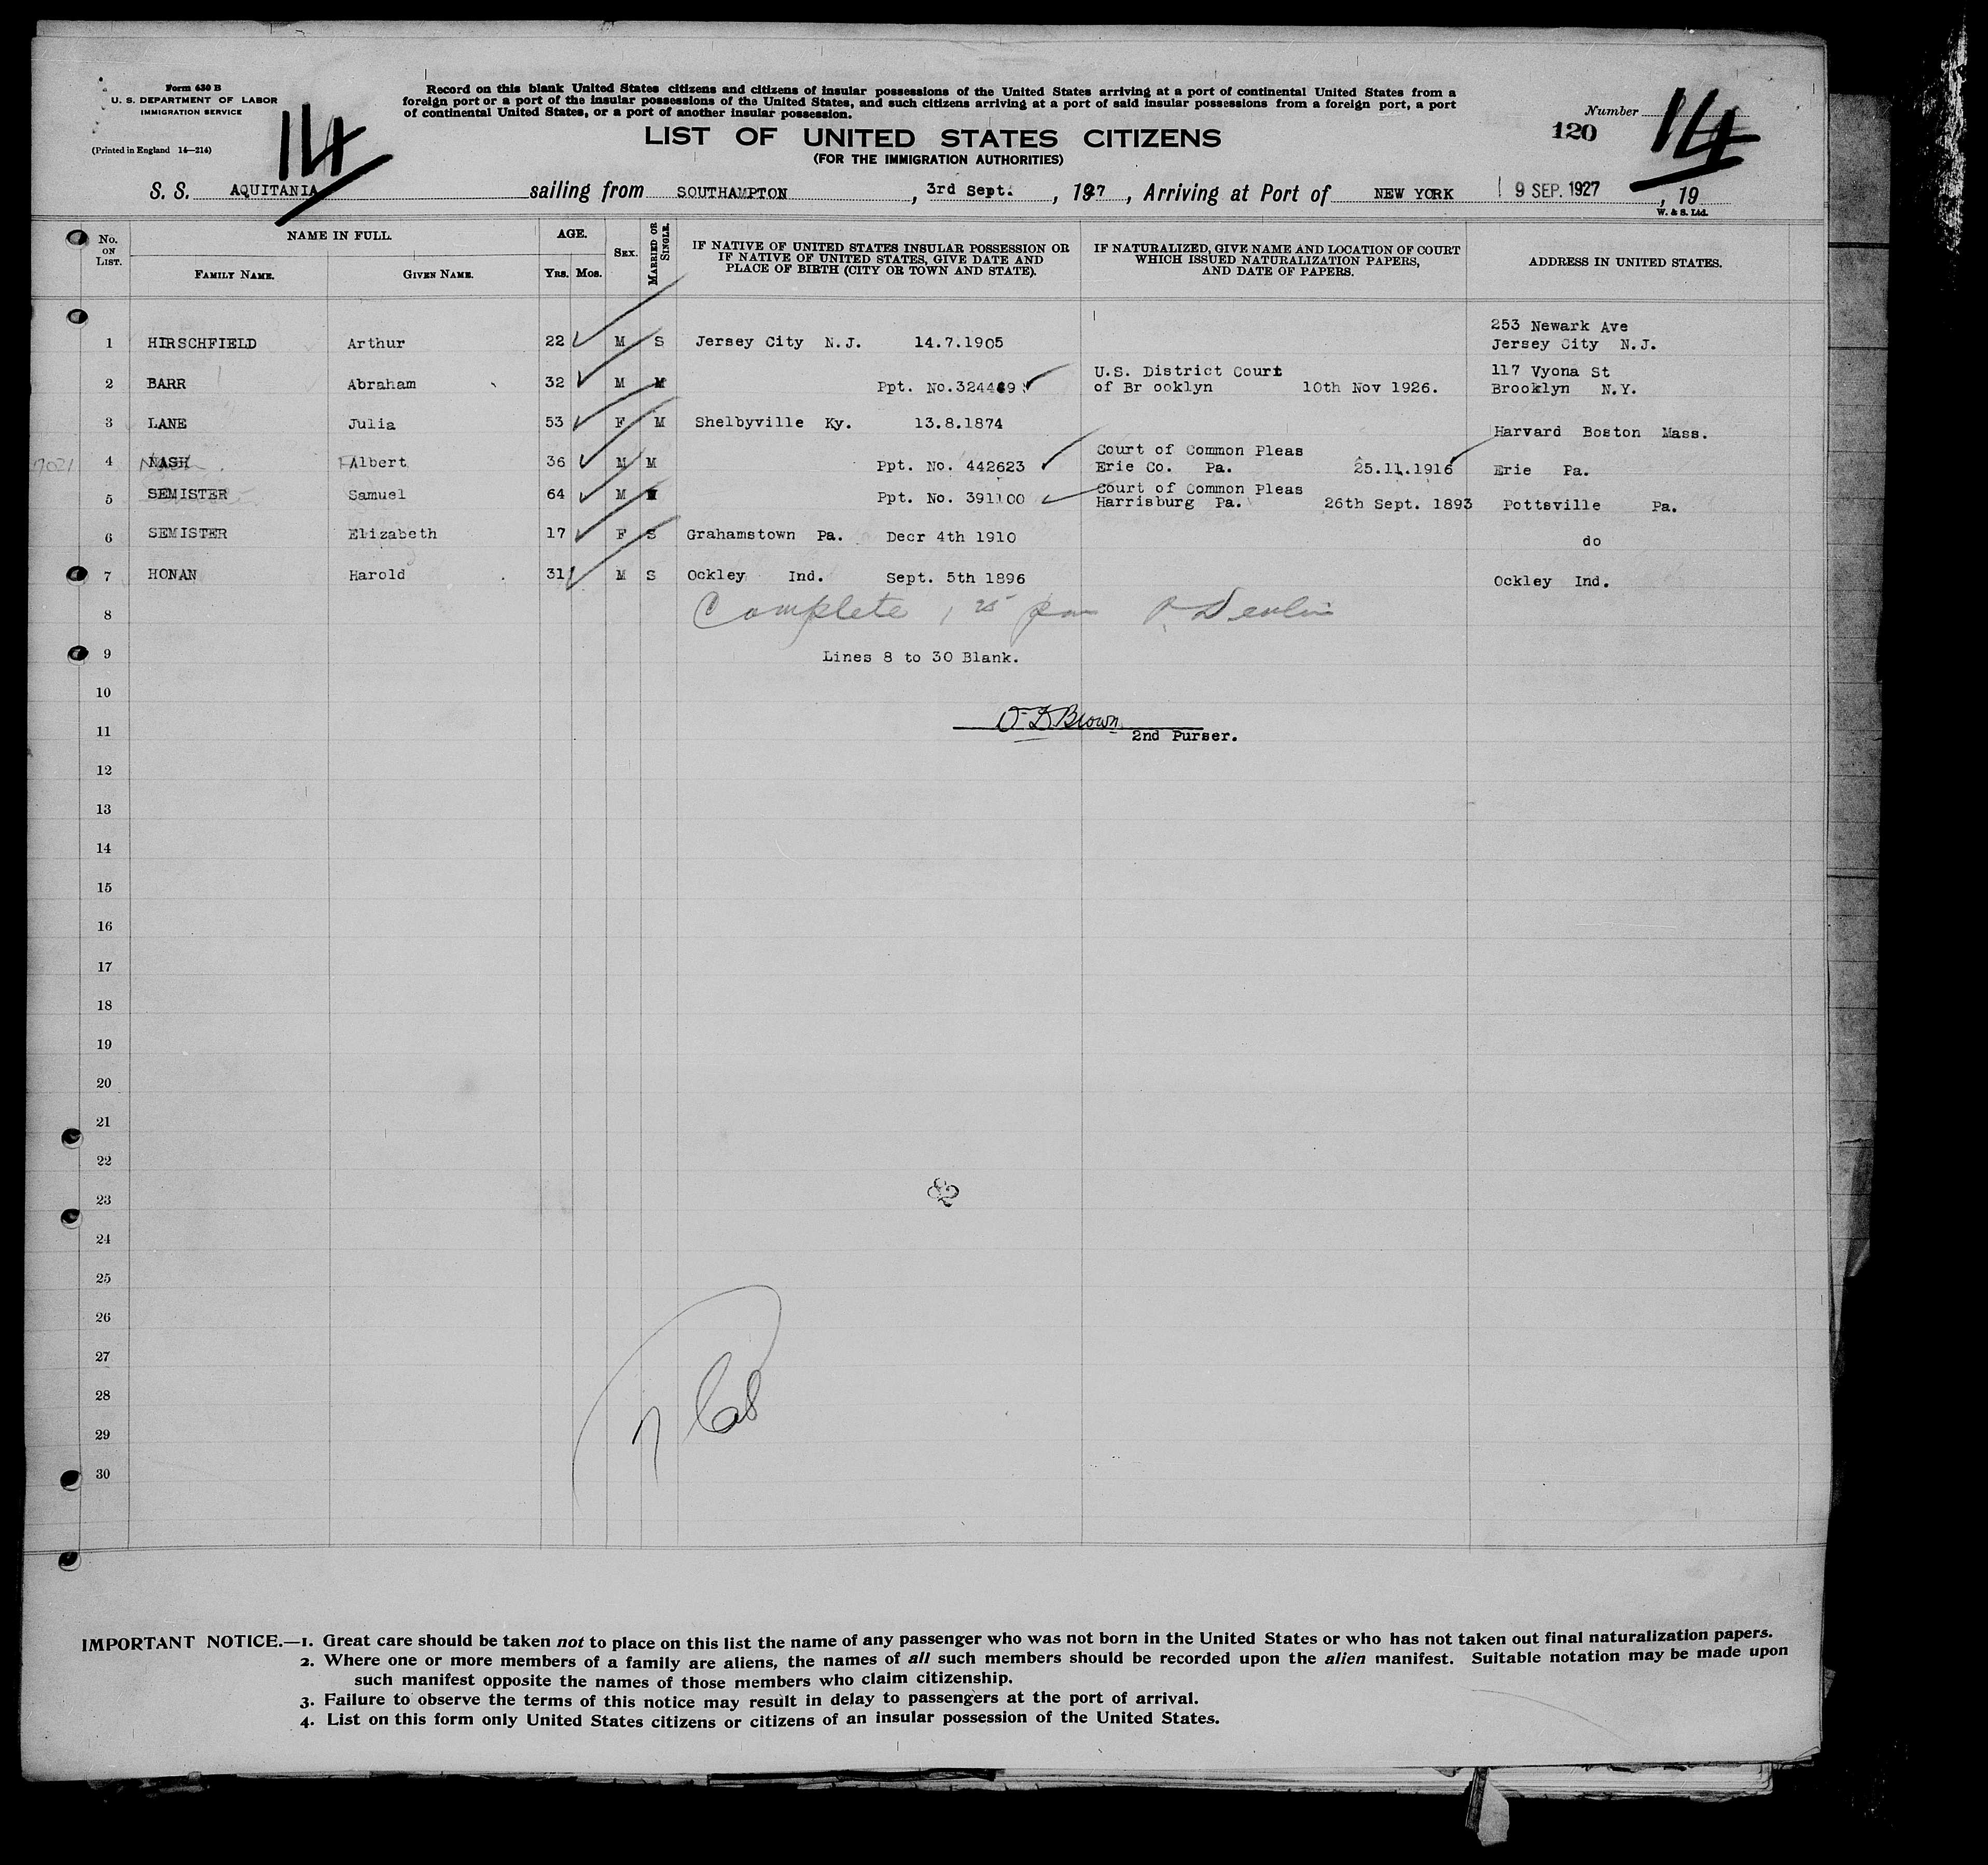 Form 630 B
U. S. DEPARTMENT OF LABOR
IMMIGRATION SERVICE
(Printed in England 14—214)
14
Record on this blank United States citizens and citizens of insular possessions of the United States arriving at a port of continental United States from a
foreign port or a port of the insular possessions of the United States, and such citizens arriving at a port of said insular possessions from a foreign port, a port
of continental United States, or a port of another insular possession.
LIST OF UNITED STATES CITIZENS
(FOR THE IMMIGRATION AUTHORITIES)
Number 14
120
S. S. AQUITANIA sailing from SOUTHAMPTON, 3rd Sept. , 1927 , Arriving at Port of NEW YORK 9 SEP. 1927 , 19
W. & S. Ltd.
No. ON LIST. NAME IN FULL. AGE. SEX. MARRIED OR SINGLE. IF NATIVE OF UNITED STATES INSULAR POSSESSION OR IF NATIVE OF UNITED STATES, GIVE DATE AND PLACE OF BIRTH (CITY OR TOWN AND STATE). IF NATURALIZED, GIVE NAME AND LOCATION OF COURT WHICH ISSUED NATURALIZATION PAPERS, AND DATE OF PAPERS. ADDRESS IN UNITED STATES.
FAMILY NAME. GIVEN NAME. YRS. MOS.
253 Newark Ave
1 HIRSCHFIELD Arthur 22 M S Jersey City N.J. 14.7.1905 Jersey City N.J.
U.S. District Court 117 Vyona St
2 BARR Abraham 32 M M Ppt. No.324469 of Br ooklyn 10th Nov 1926. Brooklyn N.Y.
3 LANE Julia 53 F M Shelbyville Ky. 13.8.1874 Harvard Boston Mass.
Court of Common Pleas
4 NASH Albert 36 M M Ppt. No. 442623 Erie Co. Pa. 25.11.1916 Erie Pa.
Court of Common Pleas
5 SEMISTER Samuel 64 M Ppt. No. 391100 Harrisburg Pa. 26th Sept. 1893 Pottsville Pa.
6 SEMISTER Elizabeth 17 F S Grahamstown Pa. Decr 4th 1910 do
7 HONAN Harold 31 M S Ockley Ind. Sept. 5th 1896 Ockley Ind.
8 Complete 1 25 pm
9 Lines 8 to 30 Blank.
10
11 Brown
2nd Purser.
12
13
14
15
16
17
18
19
20
21
22
23
24
25
26
27
28
29
30
IMPORTANT NOTICE.—1. Great care should be taken not to place on this list the name of any passenger who was not born in the United States or who has not taken out final naturalization papers.
2. Where one or more members of a family are aliens, the names of all such members should be recorded upon the alien manifest. Suitable notation may be made upon
such manifest opposite the names of those members who claim citizenship.
3. Failure to observe the terms of this notice may result in delay to passengers at the port of arrival.
4. List on this form only United States citizens or citizens of an insular possession of the United States.